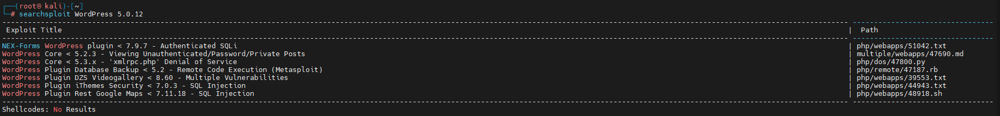 ┌──(root㉿kali)-[~]
└─# searchsploit WordPress 5.0.12
Exploit Title | Path
NEX-Forms WordPress plugin < 7.9.7 - Authenticated SQLi | php/webapps/51042.txt
WordPress Core < 5.2.3 - Viewing Unauthenticated/Password/Private Posts | multiple/webapps/47690.md
WordPress Core < 5.3.x - 'xmlrpc.php' Denial of Service | php/dos/47800.py
WordPress Plugin Database Backup < 5.2 - Remote Code Execution (Metasploit) | php/remote/47187.rb
WordPress Plugin DZS Videogallery < 8.60 - Multiple Vulnerabilities | php/webapps/39553.txt
WordPress Plugin iThemes Security < 7.0.3 - SQL Injection | php/webapps/44943.txt
WordPress Plugin Rest Google Maps < 7.11.18 - SQL Injection | php/webapps/48918.sh
Shellcodes: No Results